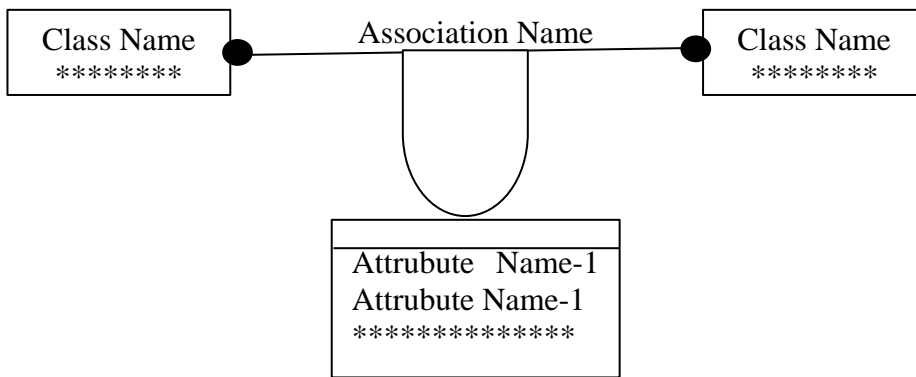 Class Name
********
Association Name
Class Name
********
Attrubute Name-1
Attrubute Name-1
**************